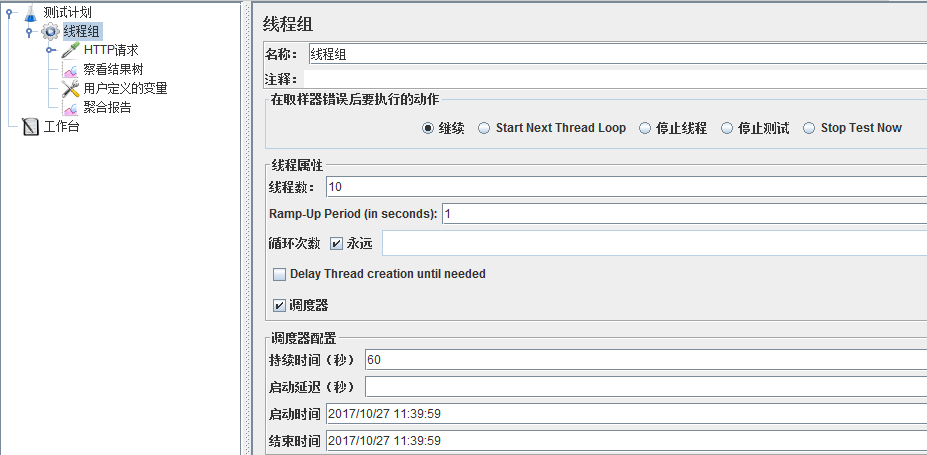 测试计划
线程组
HTTP请求
察看结果树
用户定义的变量
聚合报告
工作台
线程组
名称： 线程组
注释：
在取样器错误后要执行的动作
继续 Start Next Thread Loop 停止线程 停止测试 Stop Test Now
线程属性
线程数： 10
Ramp-Up Period (in seconds): 1
循环次数 永远
Delay Thread creation until needed
调度器
调度器配置
持续时间（秒） 60
启动延迟（秒）
启动时间 2017/10/27 11:39:59
结束时间 2017/10/27 11:39:59